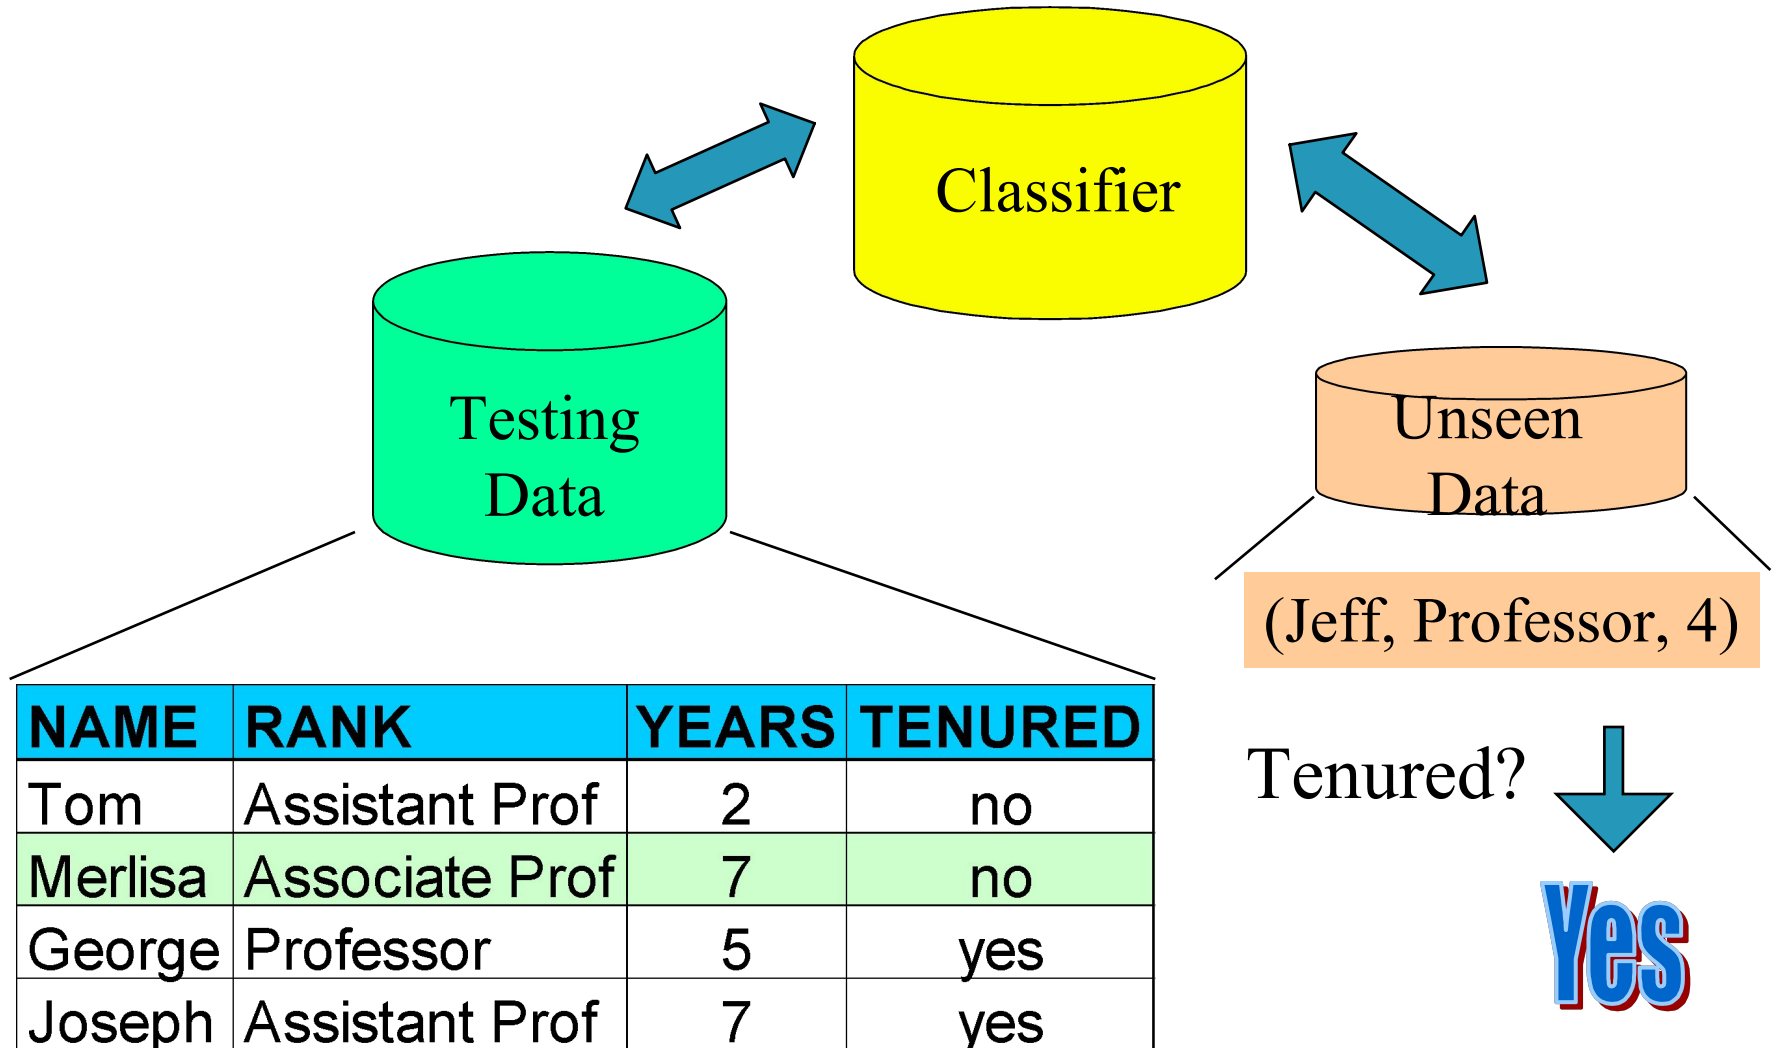 Classifier
Testing
Data
Unseen
Data
(Jeff, Professor, 4)
NAME RANK YEARS TENURED
Tom Assistant Prof 2 no
Merlisa Associate Prof 7 no
George Professor 5 yes
Joseph Assistant Prof 7 yes
Tenured?
Yes